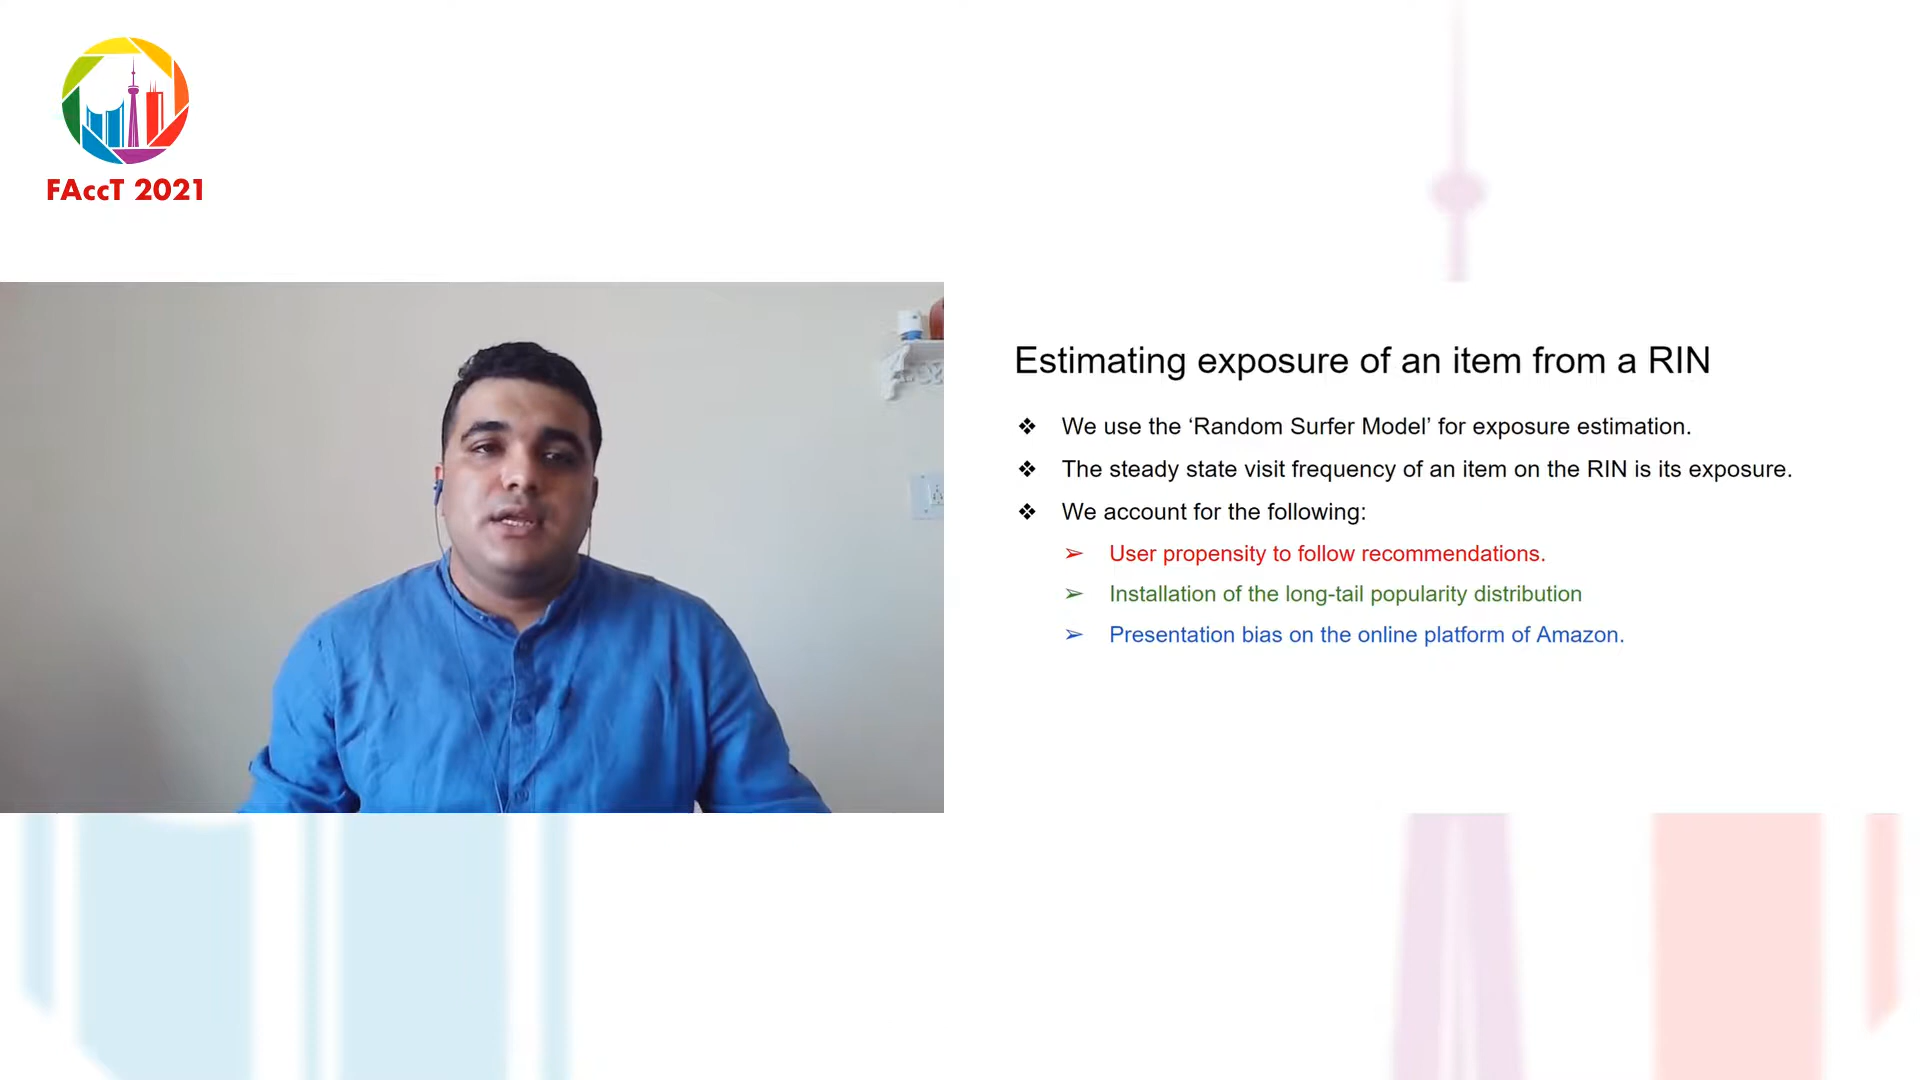 FAccT 2021
Estimating exposure of an item from a RIN
❖ We use the ‘Random Surfer Model’ for exposure estimation.
❖ The steady state visit frequency of an item on the RIN is its exposure.
❖ We account for the following:
➢ User propensity to follow recommendations.
➢ Installation of the long-tail popularity distribution
➢ Presentation bias on the online platform of Amazon.